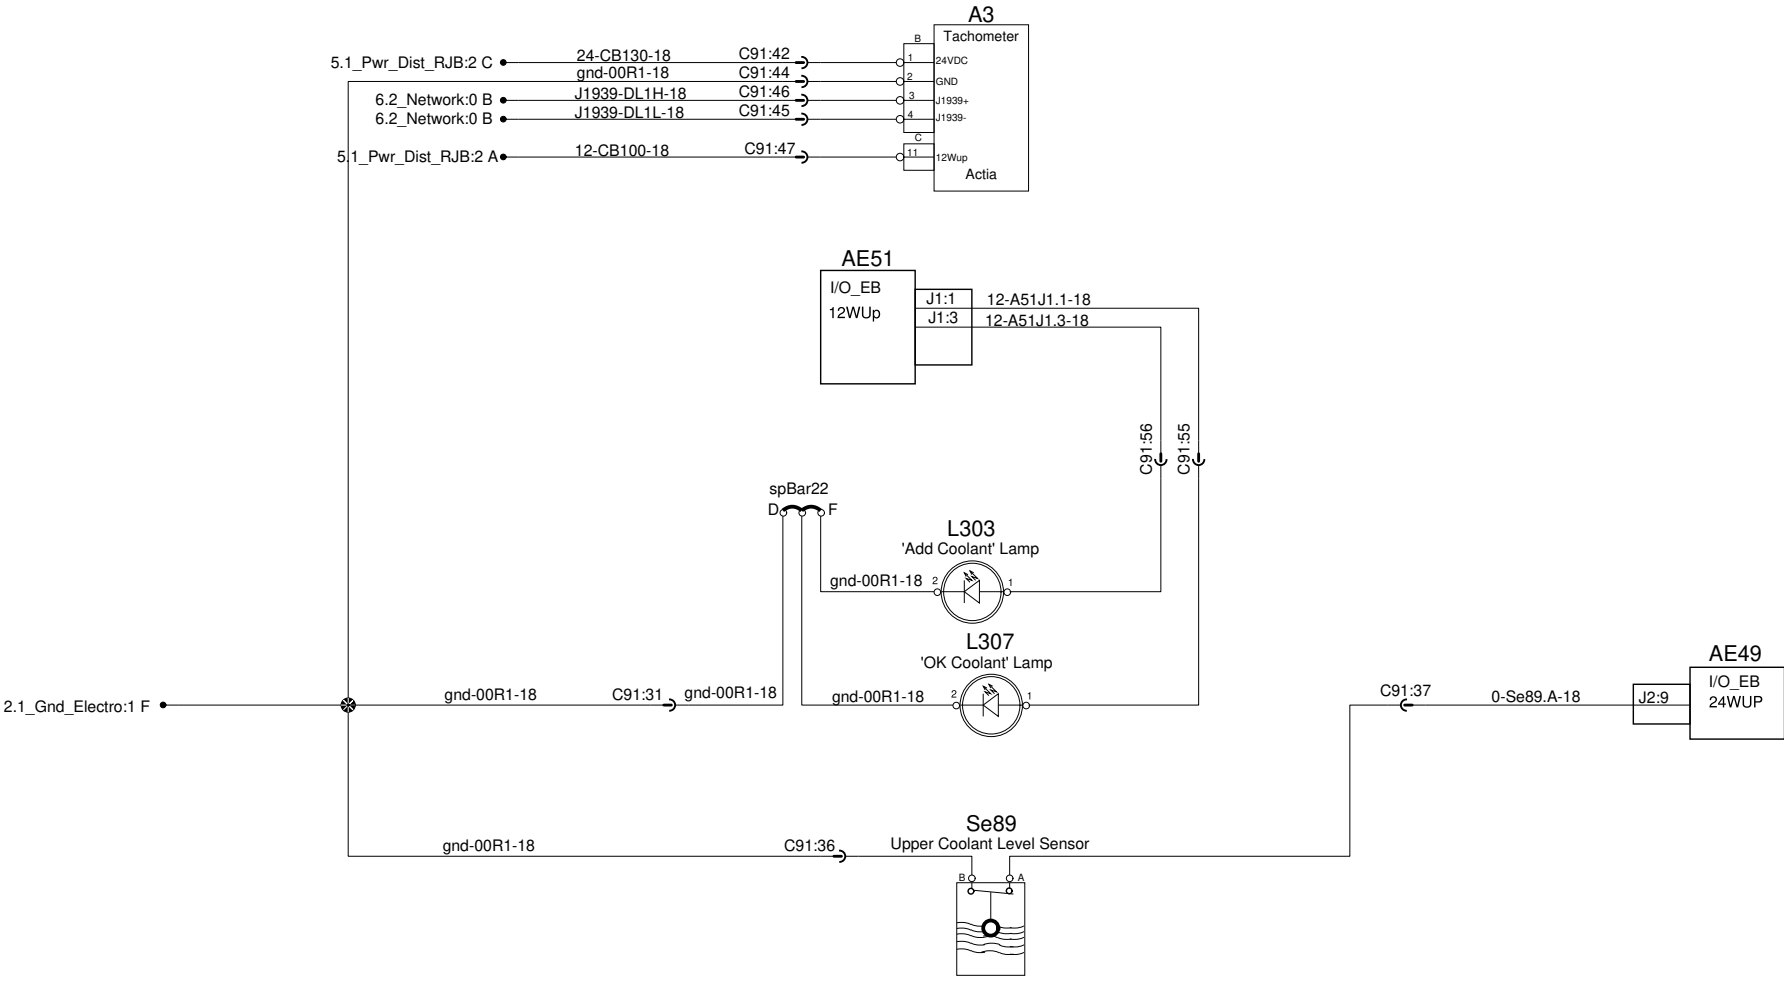 A3
Tachometer
B
5.1_Pwr_Dist_RJB:2 C 24-CB130-18 C91:42 1 24VDC
gnd-00R1-18 C91:44 2 GND
6.2_Network:0 B J1939-DL1H-18 C91:46 3 J1939+
6.2_Network:0 B J1939-DL1L-18 C91:45 4 J1939-
C
5.1_Pwr_Dist_RJB:2 A 12-CB100-18 C91:47 11 12Wup
Actia
AE51
I/O_EB
12WUp
J1:1 12-A51J1.1-18
J1:3 12-A51J1.3-18
C91:56 C91:55
spBar22
D F
L303
'Add Coolant' Lamp
gnd-00R1-18 2 1
L307
'OK Coolant' Lamp
gnd-00R1-18 2 1
AE49
I/O_EB
24WUP
2.1_Gnd_Electro:1 F gnd-00R1-18 C91:31 gnd-00R1-18
C91:37 0-Se89.A-18 J2:9
Se89
Upper Coolant Level Sensor
gnd-00R1-18 C91:36
B A